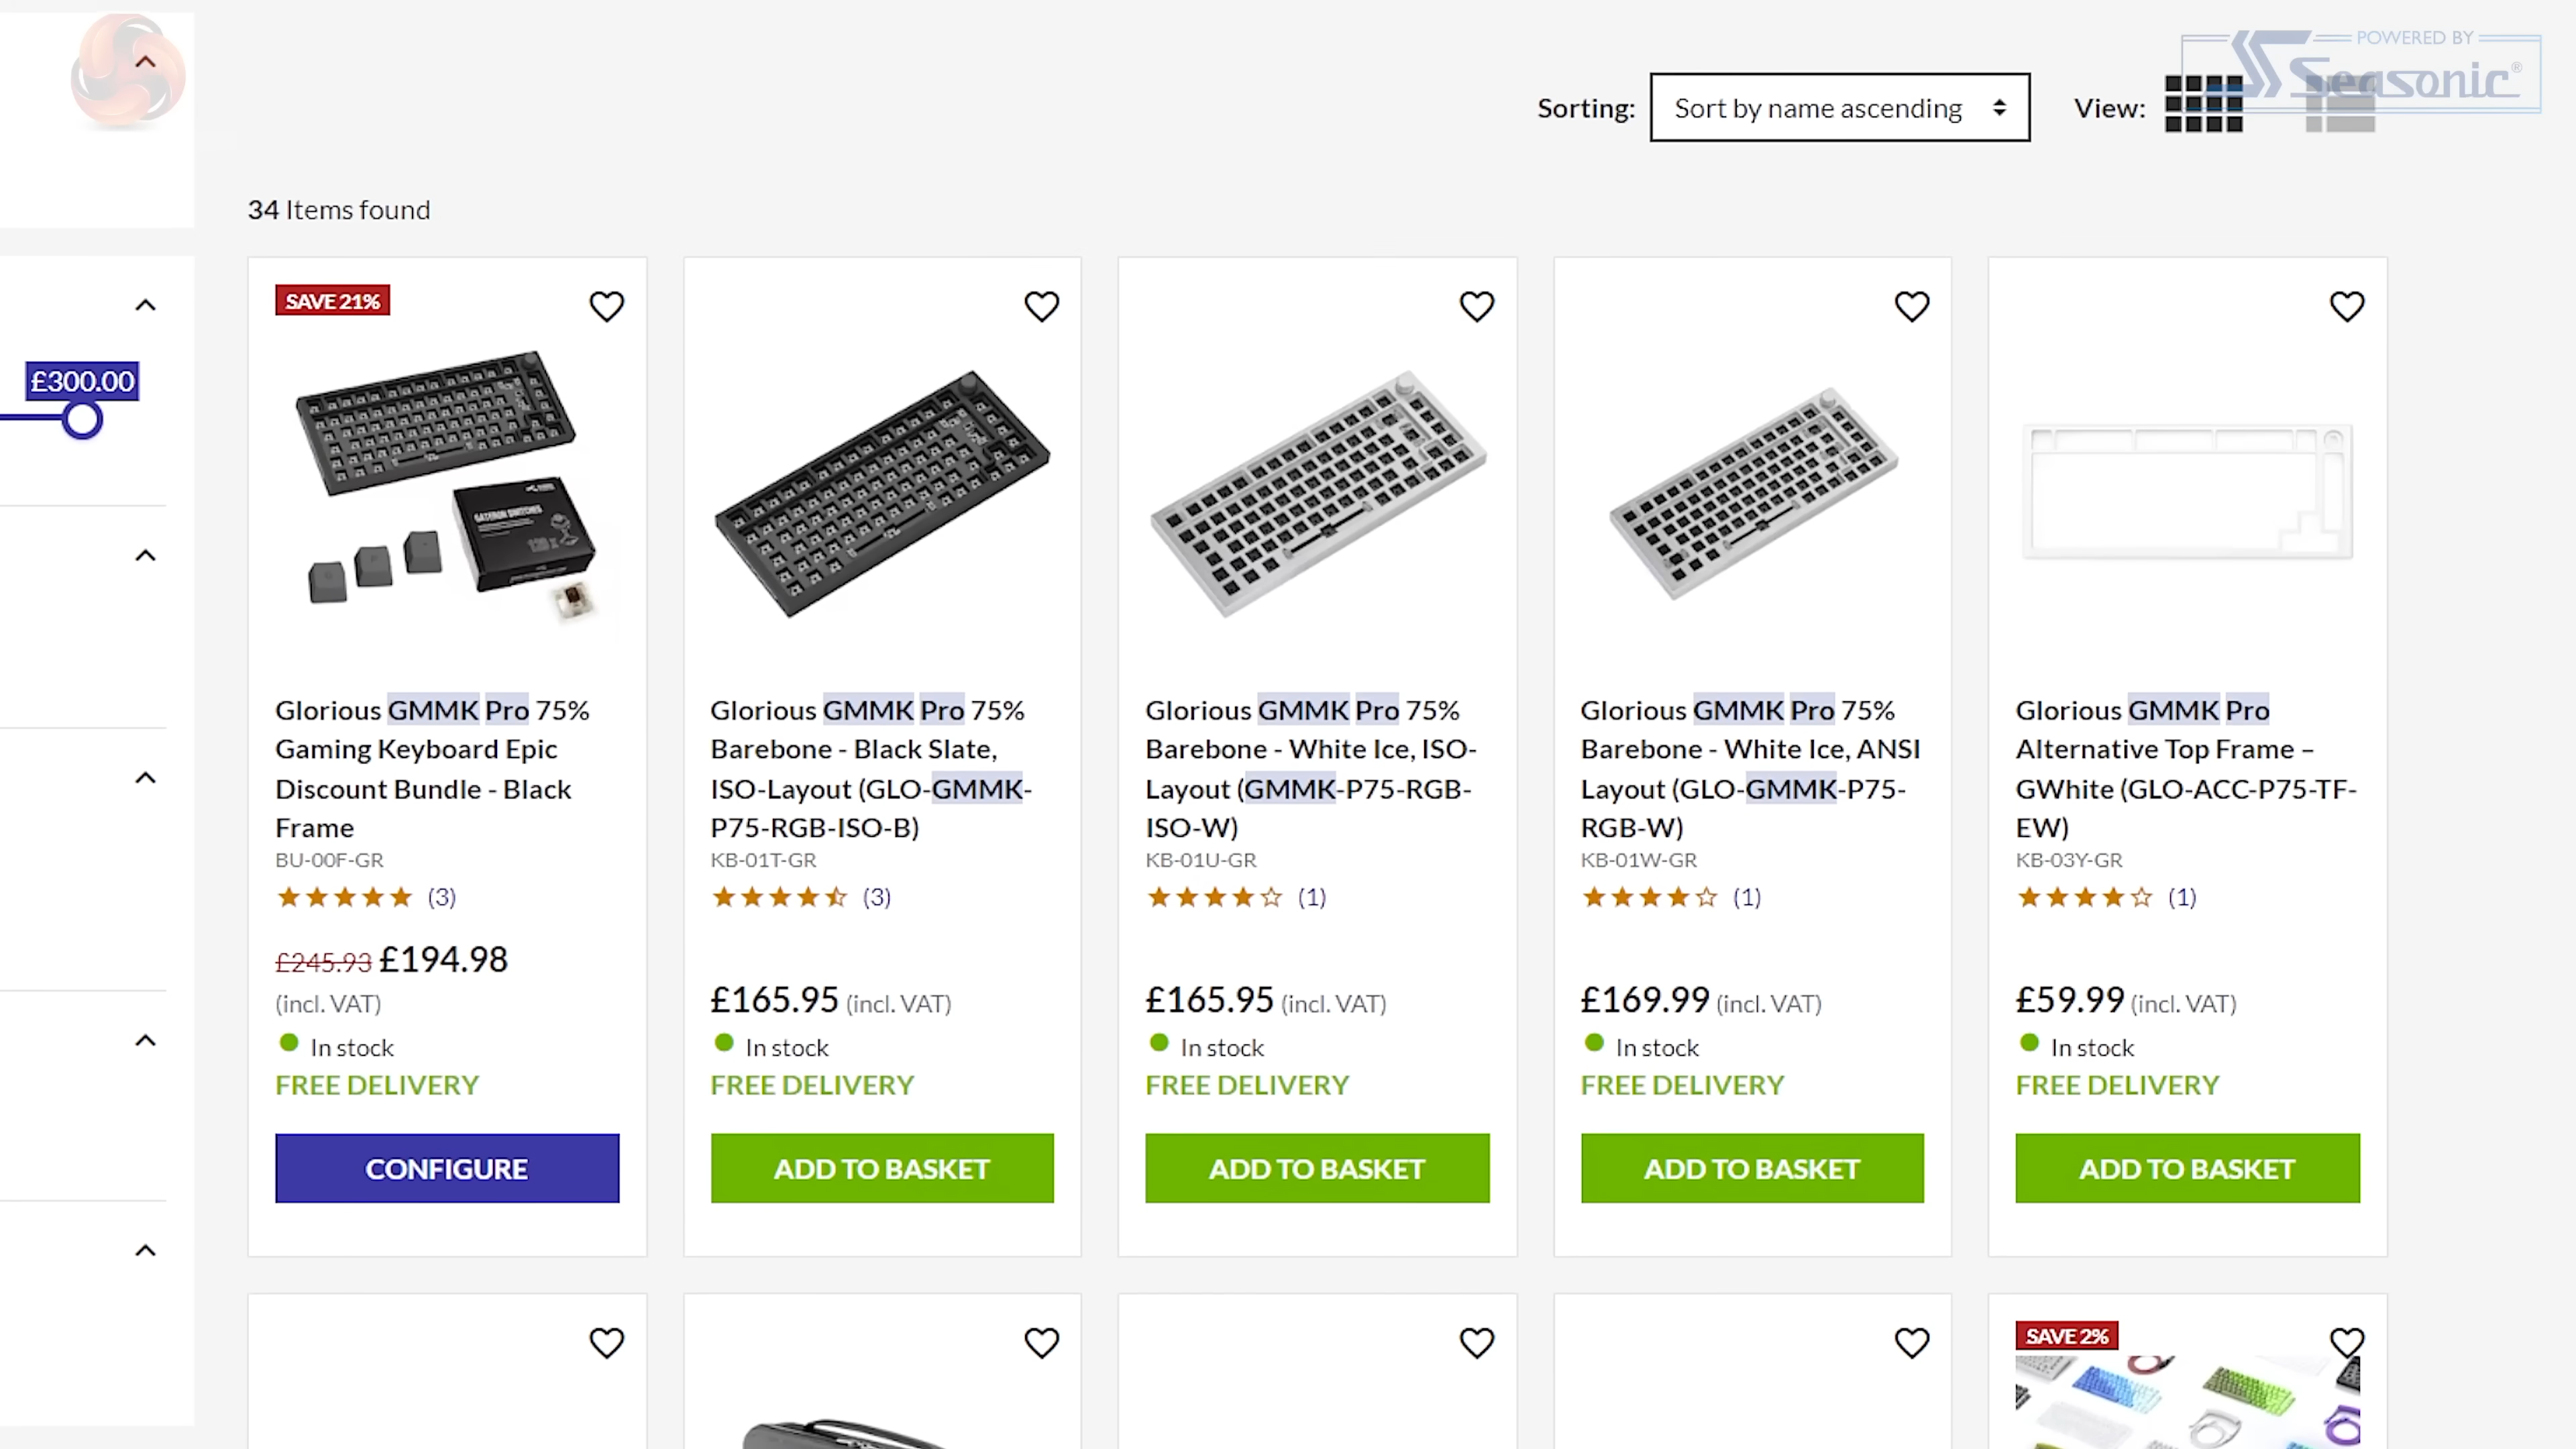 POWERED BY
Seasonic®
Sorting: Sort by name ascending View:
34 Items found
£300.00
SAVE 21%
GATERON SWITCHES
Glorious GMMK Pro 75%
Gaming Keyboard Epic
Discount Bundle - Black
Frame
BU-00F-GR
(3)
£245.93 £194.98
(incl. VAT)
In stock
FREE DELIVERY
CONFIGURE
Glorious GMMK Pro 75%
Barebone - Black Slate,
ISO-Layout (GLO-GMMK-
P75-RGB-ISO-B)
KB-01T-GR
(3)
£165.95 (incl. VAT)
In stock
FREE DELIVERY
ADD TO BASKET
Glorious GMMK Pro 75%
Barebone - White Ice, ISO-
Layout (GMMK-P75-RGB-
ISO-W)
KB-01U-GR
(1)
£165.95 (incl. VAT)
In stock
FREE DELIVERY
ADD TO BASKET
Glorious GMMK Pro 75%
Barebone - White Ice, ANSI
Layout (GLO-GMMK-P75-
RGB-W)
KB-01W-GR
(1)
£169.99 (incl. VAT)
In stock
FREE DELIVERY
ADD TO BASKET
Glorious GMMK Pro
Alternative Top Frame –
GWhite (GLO-ACC-P75-TF-
EW)
KB-03Y-GR
(1)
£59.99 (incl. VAT)
In stock
FREE DELIVERY
ADD TO BASKET
SAVE 2%